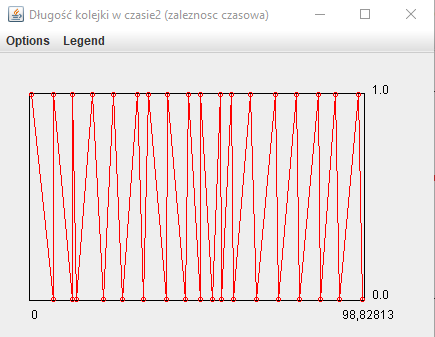 Długość kolejki w czasie2 (zaleznosc czasowa)
Options Legend
1.0
0.0
0 98,82813